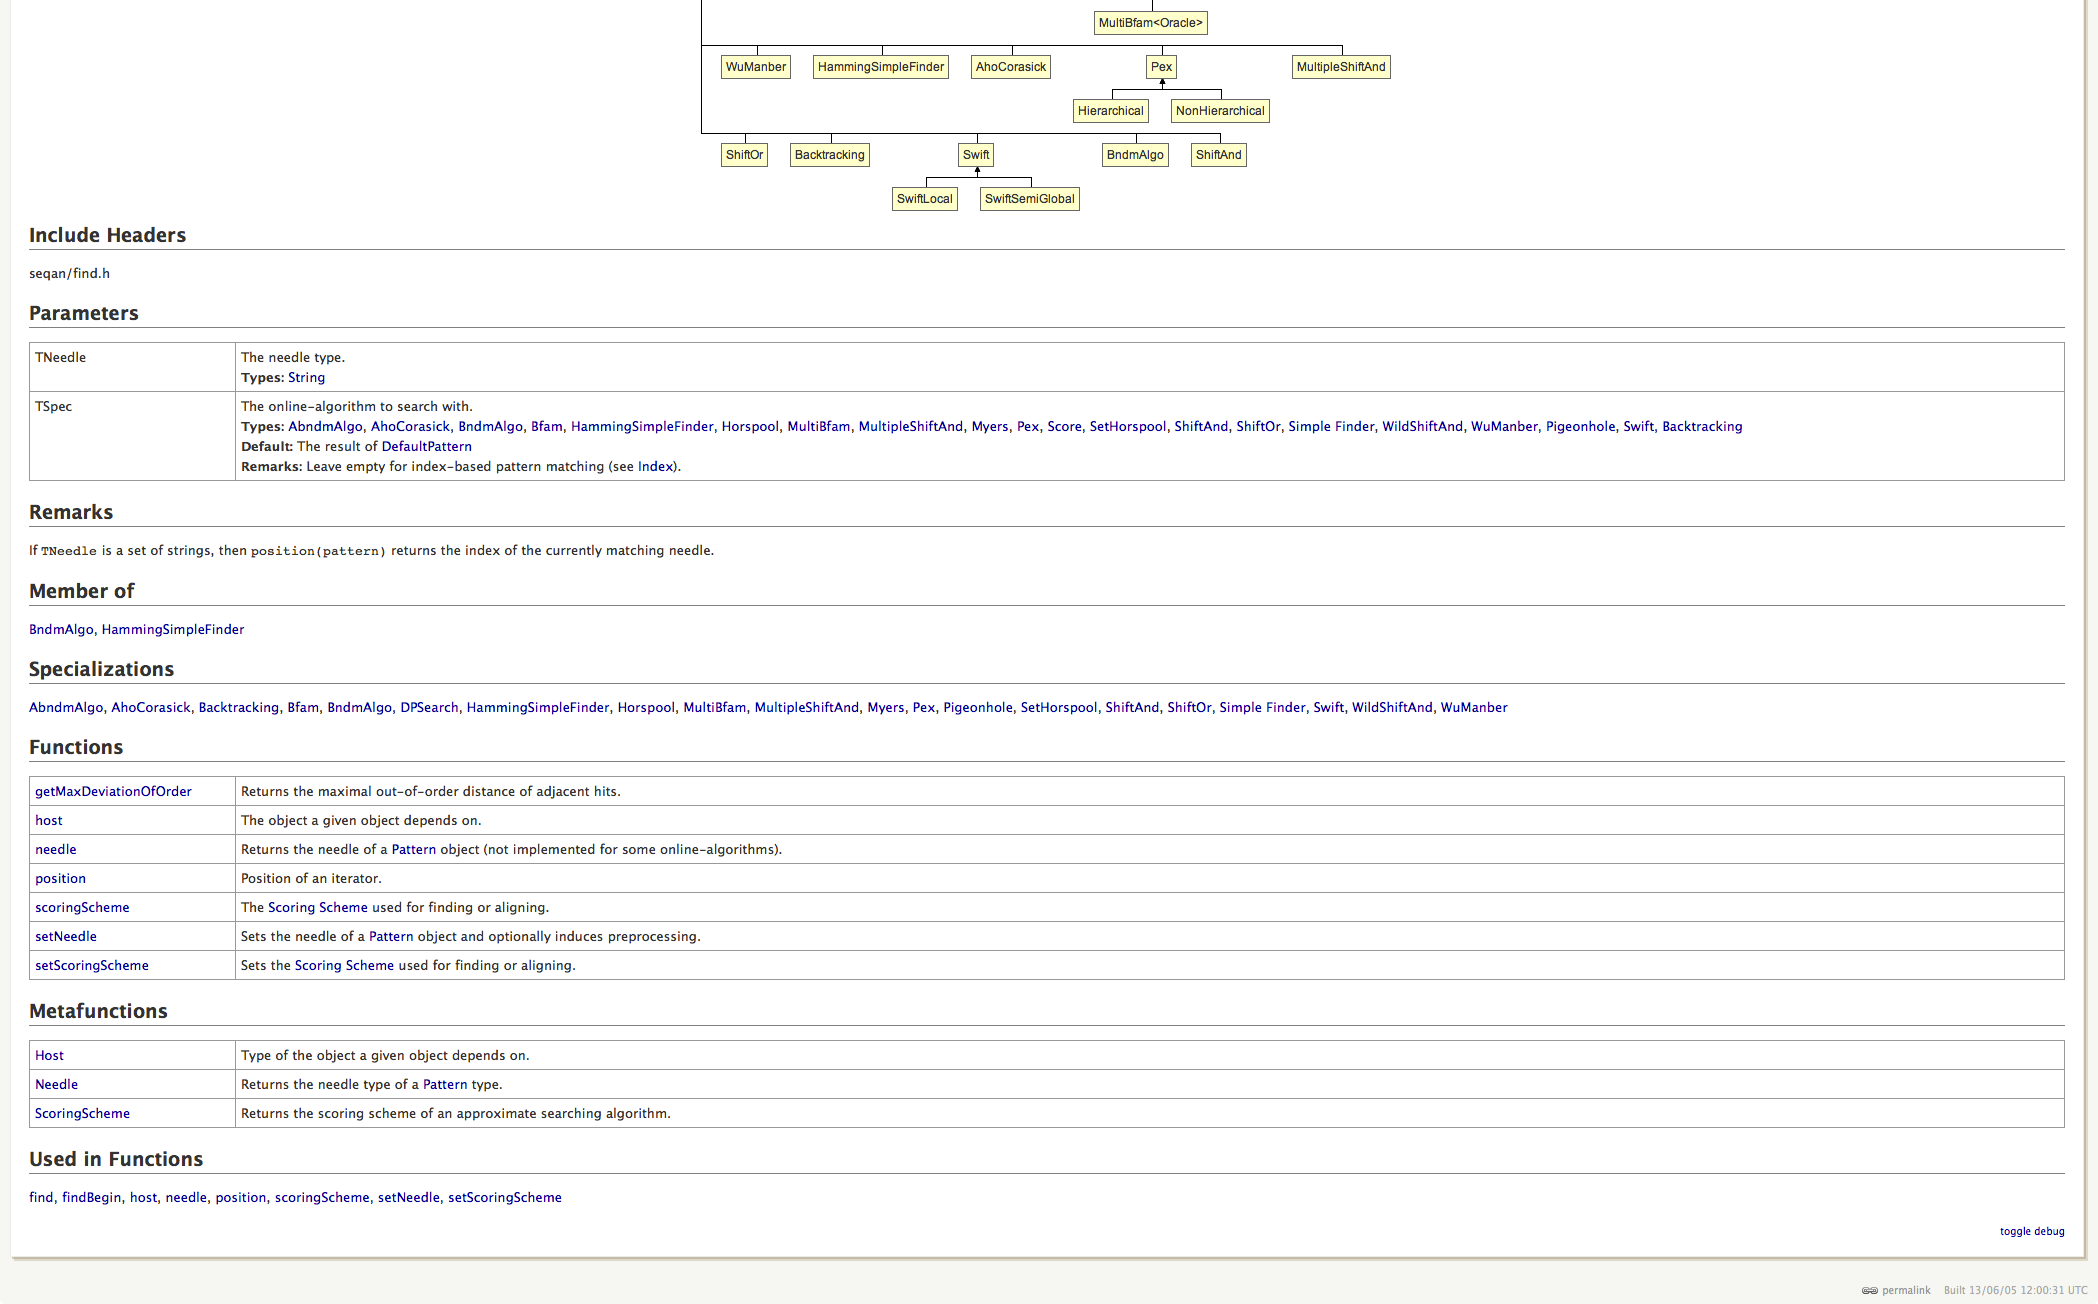 MultiBfam<Oracle>
WuManber HammingSimpleFinder AhoCorasick Pex MultipleShiftAnd
Hierarchical NonHierarchical
ShiftOr Backtracking Swift BndmAlgo ShiftAnd
SwiftLocal SwiftSemiGlobal
Include Headers
seqan/find.h
Parameters
TNeedle The needle type.
Types: String
TSpec The online-algorithm to search with.
Types: AbndmAlgo, AhoCorasick, BndmAlgo, Bfam, HammingSimpleFinder, Horspool, MultiBfam, MultipleShiftAnd, Myers, Pex, Score, SetHorspool, ShiftAnd, ShiftOr, Simple Finder, WildShiftAnd, WuManber, Pigeonhole, Swift, Backtracking
Default: The result of DefaultPattern
Remarks: Leave empty for index-based pattern matching (see Index).
Remarks
If TNeedle is a set of strings, then position(pattern) returns the index of the currently matching needle.
Member of
BndmAlgo, HammingSimpleFinder
Specializations
AbndmAlgo, AhoCorasick, Backtracking, Bfam, BndmAlgo, DPSearch, HammingSimpleFinder, Horspool, MultiBfam, MultipleShiftAnd, Myers, Pex, Pigeonhole, SetHorspool, ShiftAnd, ShiftOr, Simple Finder, Swift, WildShiftAnd, WuManber
Functions
getMaxDeviationOfOrder Returns the maximal out-of-order distance of adjacent hits.
host The object a given object depends on.
needle Returns the needle of a Pattern object (not implemented for some online-algorithms).
position Position of an iterator.
scoringScheme The Scoring Scheme used for finding or aligning.
setNeedle Sets the needle of a Pattern object and optionally induces preprocessing.
setScoringScheme Sets the Scoring Scheme used for finding or aligning.
Metafunctions
Host Type of the object a given object depends on.
Needle Returns the needle type of a Pattern type.
ScoringScheme Returns the scoring scheme of an approximate searching algorithm.
Used in Functions
find, findBegin, host, needle, position, scoringScheme, setNeedle, setScoringScheme
toggle debug
permalink Built 13/06/05 12:00:31 UTC